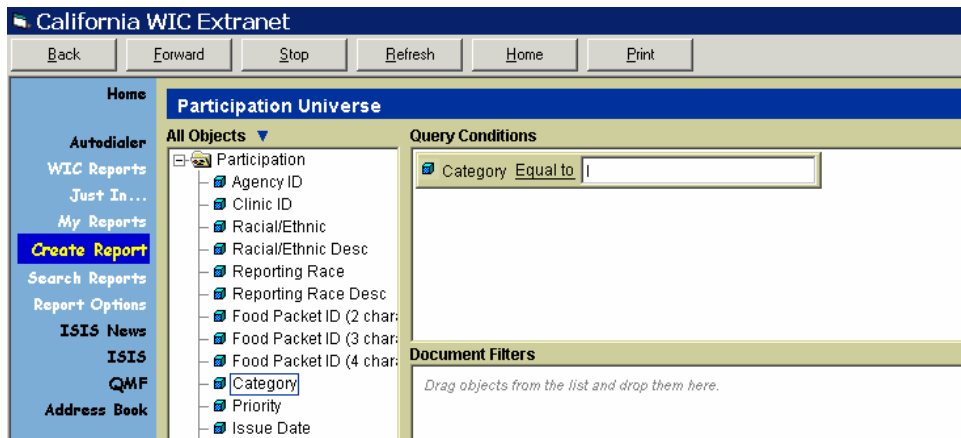 California WIC Extranet
Back Forward Stop Refresh Home Print
Home
Autodialer
WIC Reports
Just In...
My Reports
Create Report
Search Reports
Report Options
ISIS News
ISIS
QMF
Address Book
Participation Universe
All Objects
Participation
Agency ID
Clinic ID
Racial/Ethnic
Racial/Ethnic Desc
Reporting Race
Reporting Race Desc
Food Packet ID (2 chara
Food Packet ID (3 chara
Food Packet ID (4 chara
Category
Priority
Issue Date
Query Conditions
Category Equal to
Document Filters
Drag objects from the list and drop them here.